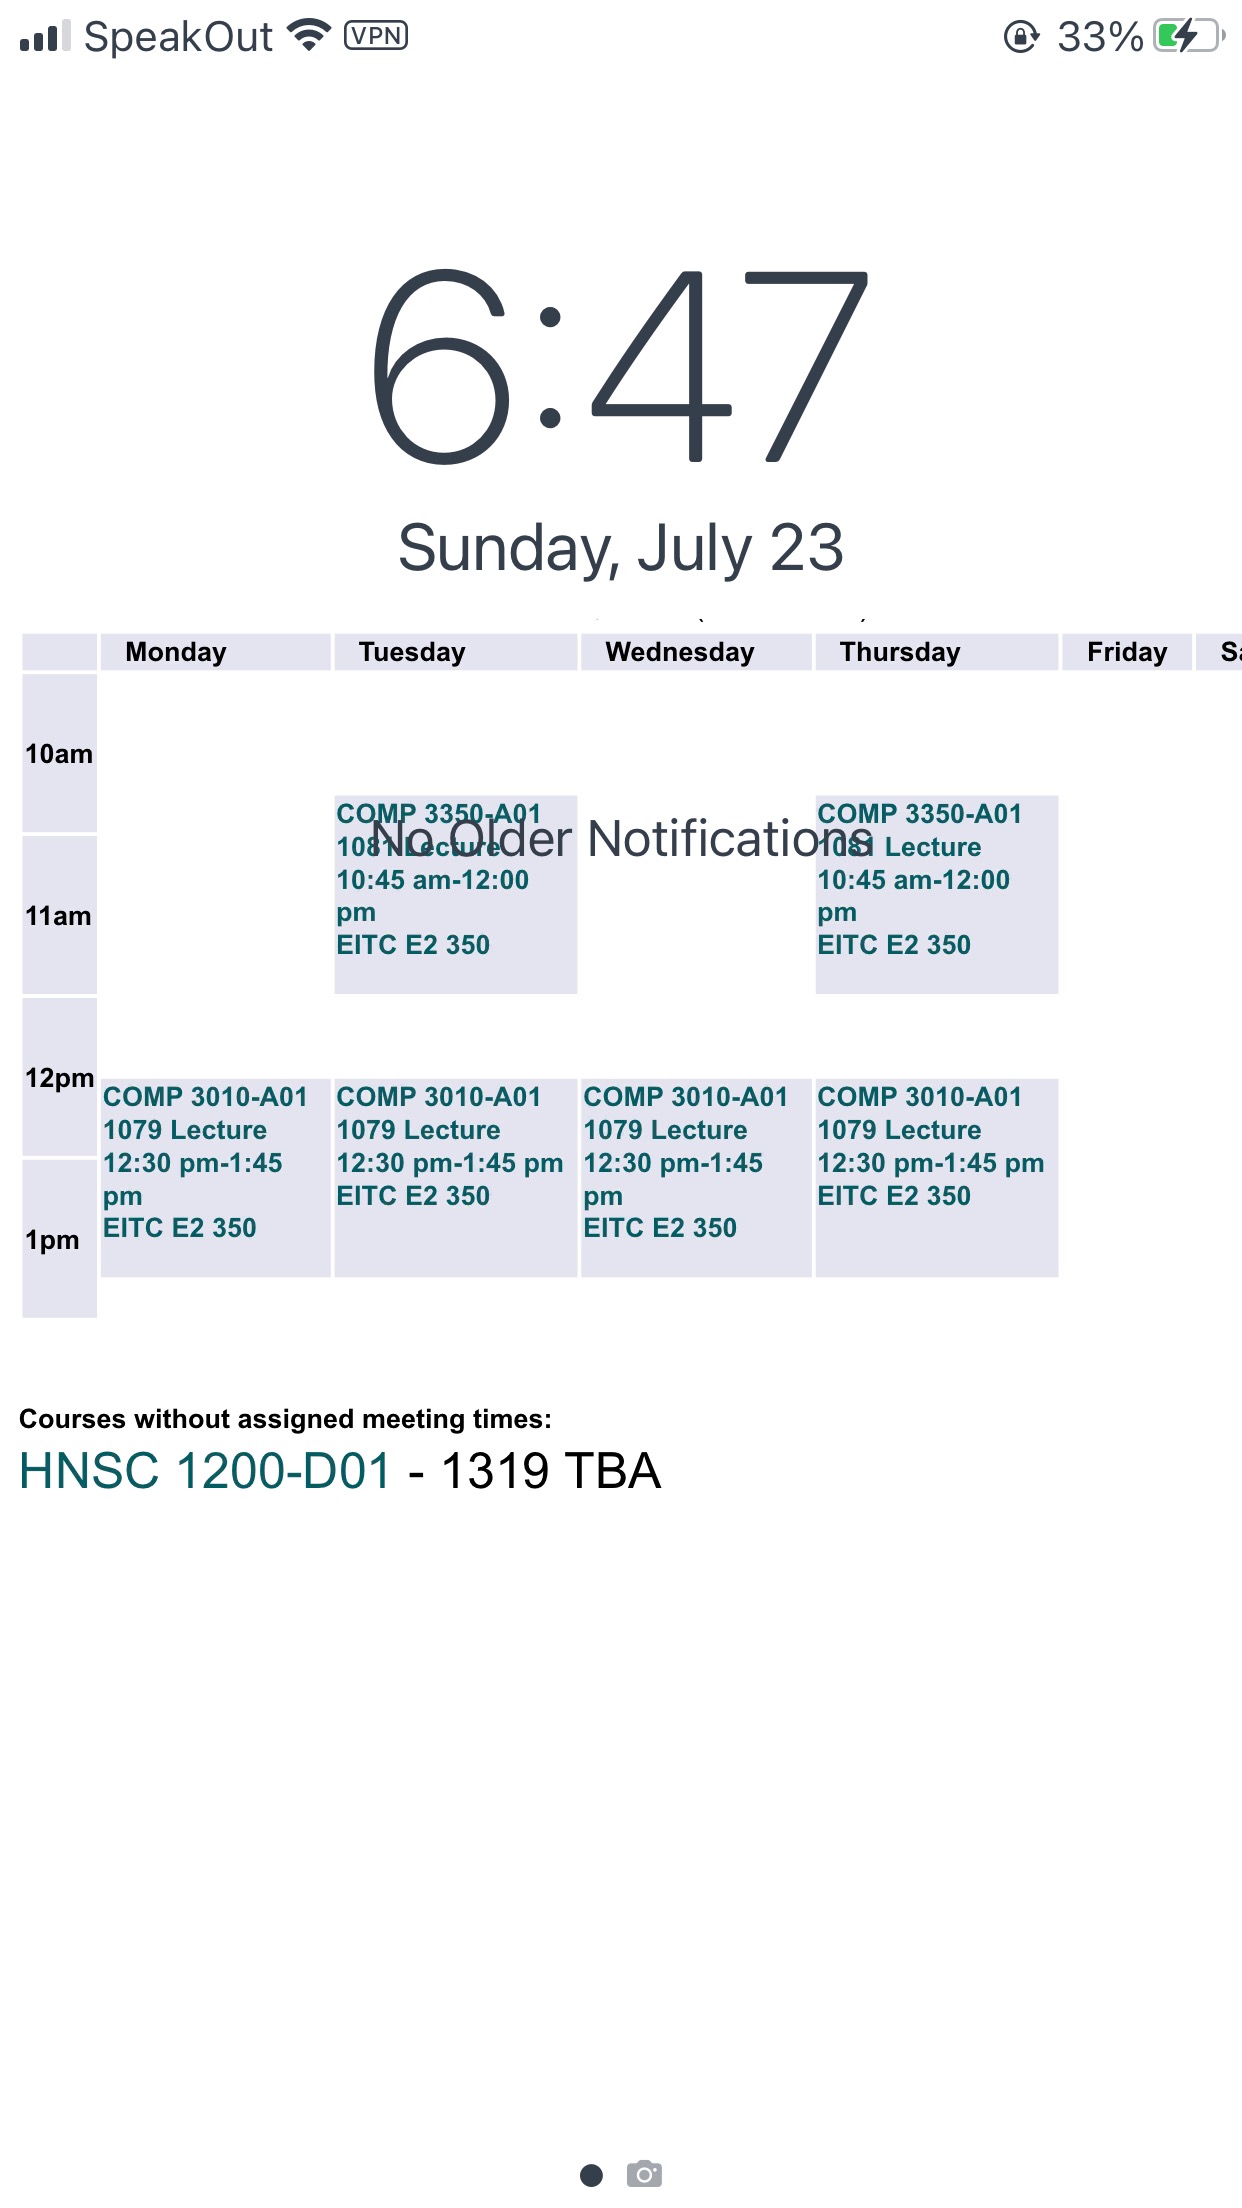 SpeakOut VPN 33%
6:47
Sunday, July 23
Monday Tuesday Wednesday Thursday Friday Sa
10am
COMP 3350-A01
1081 Lecture
10:45 am-12:00
pm
EITC E2 350
COMP 3350-A01
1081 Lecture
10:45 am-12:00
pm
EITC E2 350
No Older Notifications
11am
12pm
COMP 3010-A01
1079 Lecture
12:30 pm-1:45
pm
EITC E2 350
COMP 3010-A01
1079 Lecture
12:30 pm-1:45 pm
EITC E2 350
COMP 3010-A01
1079 Lecture
12:30 pm-1:45
pm
EITC E2 350
COMP 3010-A01
1079 Lecture
12:30 pm-1:45 pm
EITC E2 350
1pm
Courses without assigned meeting times:
HNSC 1200-D01 - 1319 TBA